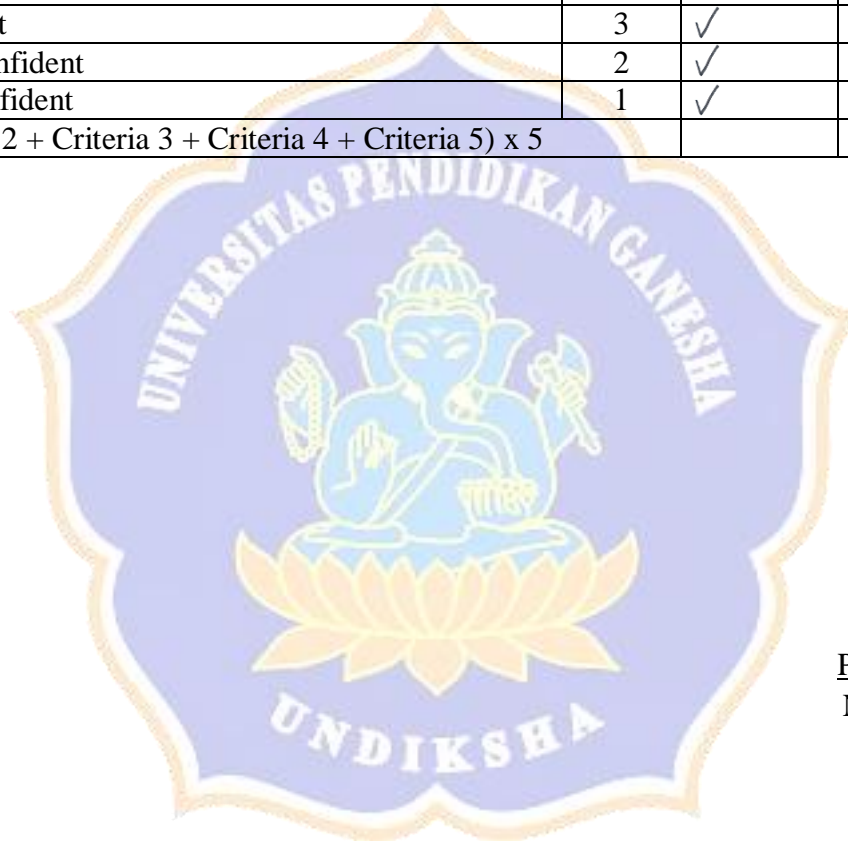 t 3 ✓
nfident 2 ✓
fident 1 ✓
2 + Criteria 3 + Criteria 4 + Criteria 5) x 5
UNIVERSITAS PENDIDIKAN GANESHA
UNDIKSHA